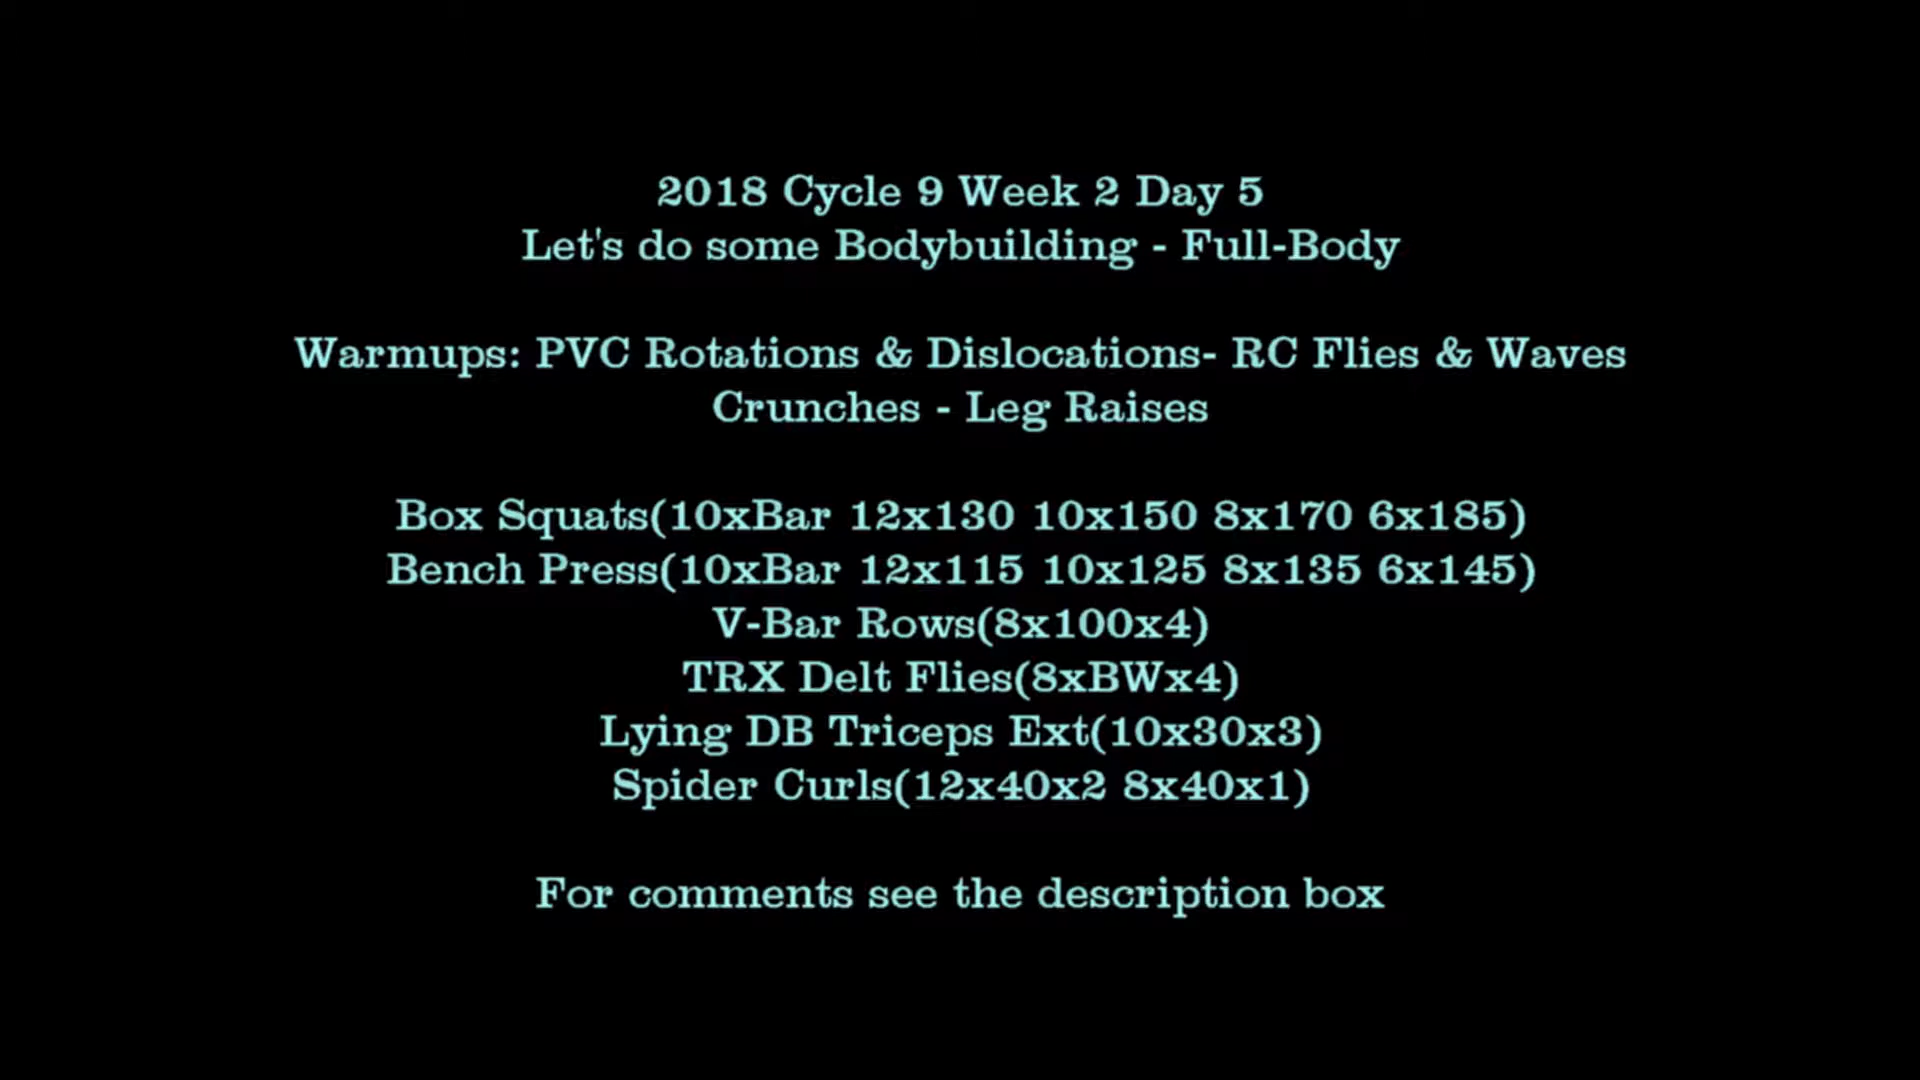 2018 Cycle 9 Week 2 Day 5
Let's do some Bodybuilding - Full-Body
Warmups: PVC Rotations & Dislocations- RC Flies & Waves
Crunches - Leg Raises
Box Squats(10xBar 12x130 10x150 8x170 6x185)
Bench Press(10xBar 12x115 10x125 8x135 6x145)
V-Bar Rows(8x100x4)
TRX Delt Flies(8xBWx4)
Lying DB Triceps Ext(10x30x3)
Spider Curls(12x40x2 8x40x1)
For comments see the description box